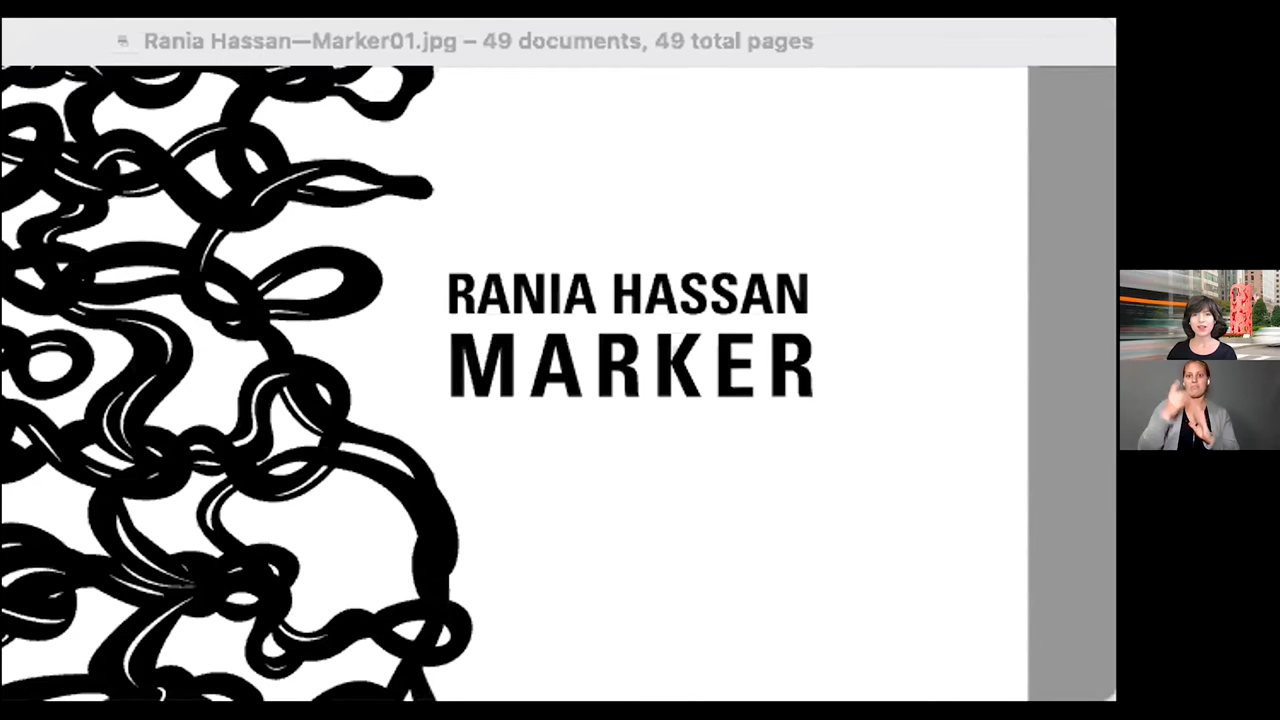 Rania Hassan—Marker01.jpg – 49 documents, 49 total pages
RANIA HASSAN
MARKER